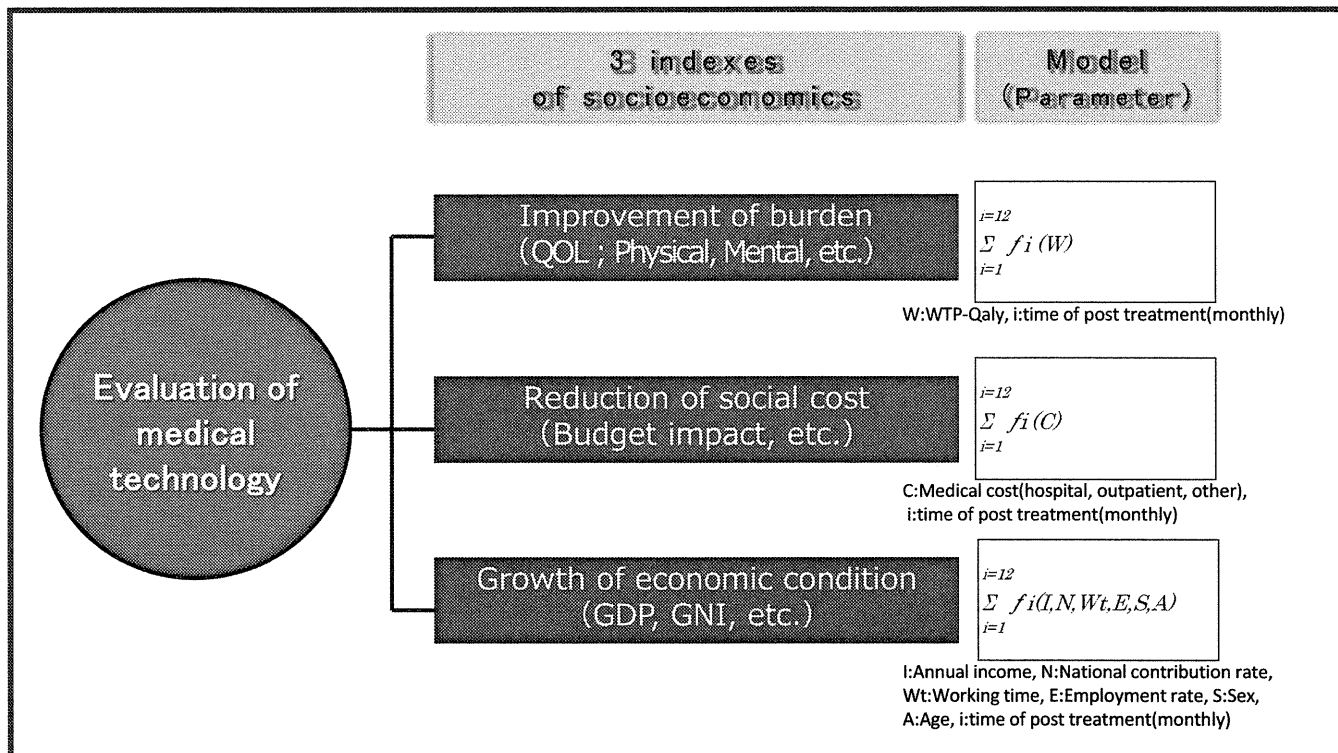 3 indexes
of socioeconomics
Model
(Parameter)
Evaluation of
medical
technology
Improvement of burden
(QOL ; Physical, Mental, etc.)
i=12
Σ fi(W)
i=1
W:WTP-Qaly, i:time of post treatment(monthly)
Reduction of social cost
(Budget impact, etc.)
i=12
Σ fi(C)
i=1
C:Medical cost(hospital, outpatient, other),
i:time of post treatment(monthly)
Growth of economic condition
(GDP, GNI, etc.)
i=12
Σ fi(I,N,Wt,E,S,A)
i=1
I:Annual income, N:National contribution rate,
Wt:Working time, E:Employment rate, S:Sex,
A:Age, i:time of post treatment(monthly)